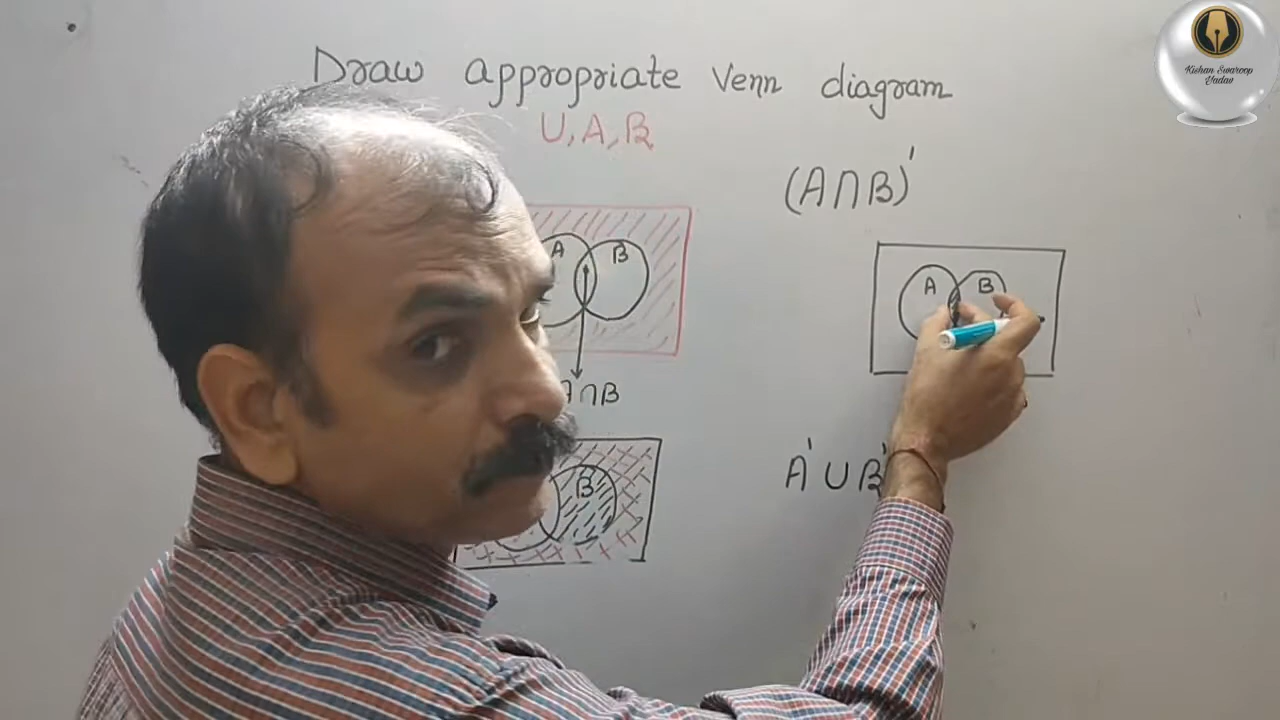 Draw appropriate Venn diagram
U, A, B
(A∩B)'
A B
A B
A∩B
A' ∪ B'
B
Kishan Swaroop
Yadav